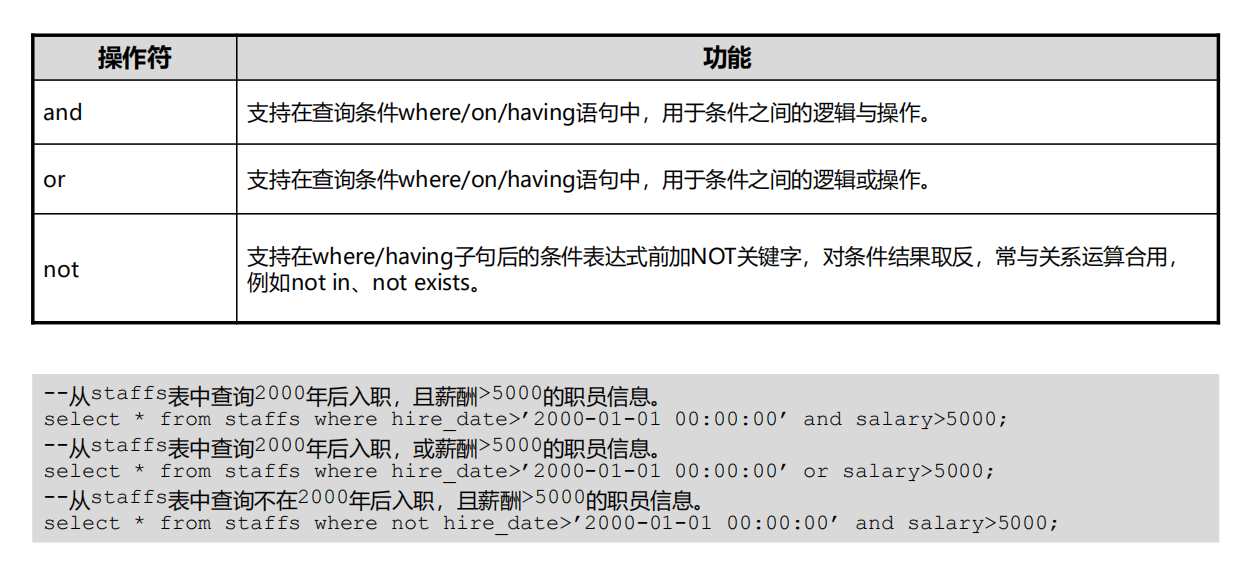 操作符 功能
and 支持在查询条件where/on/having语句中，用于条件之间的逻辑与操作。
or 支持在查询条件where/on/having语句中，用于条件之间的逻辑或操作。
not 支持在where/having子句后的条件表达式前加NOT关键字，对条件结果取反，常与关系运算合用，
例如not in、not exists。
--从staffs表中查询2000年后入职，且薪酬>5000的职员信息。
select * from staffs where hire_date>’2000-01-01 00:00:00’ and salary>5000;
--从staffs表中查询2000年后入职，或薪酬>5000的职员信息。
select * from staffs where hire_date>’2000-01-01 00:00:00’ or salary>5000;
--从staffs表中查询不在2000年后入职，且薪酬>5000的职员信息。
select * from staffs where not hire_date>’2000-01-01 00:00:00’ and salary>5000;